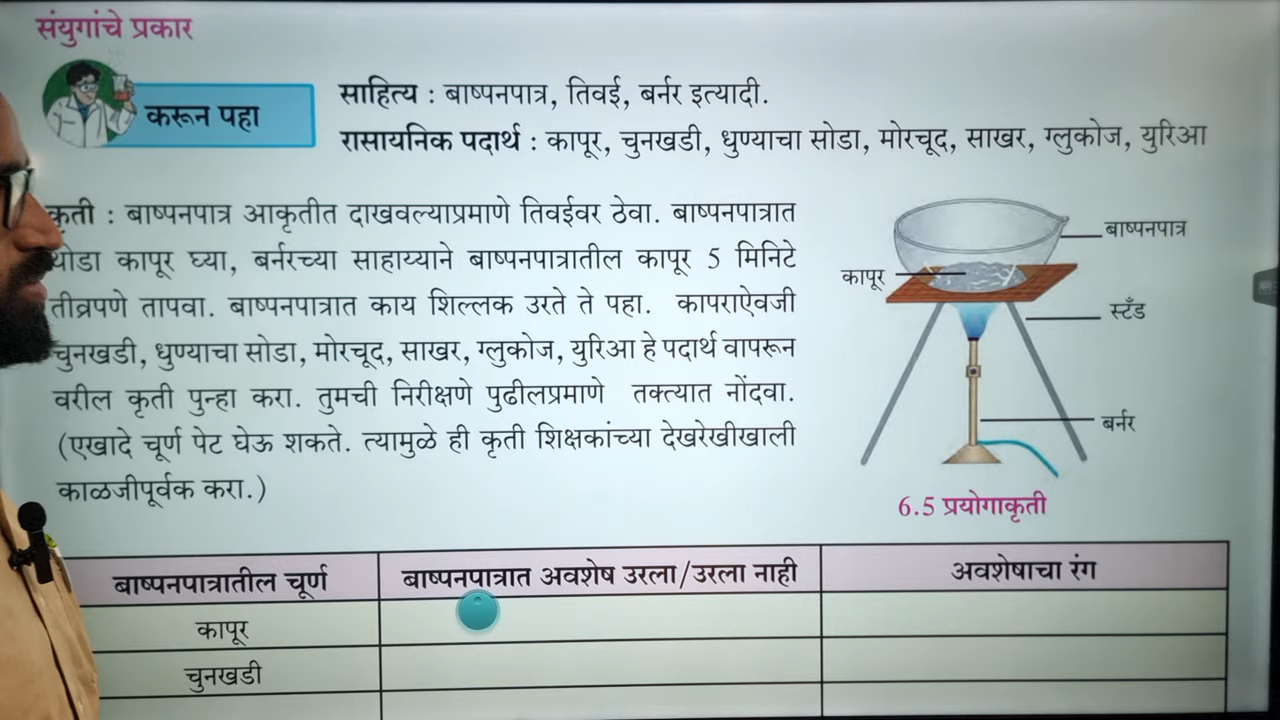 संयुगांचे प्रकार
करून पहा
साहित्य : बाष्पनपात्र, तिवई, बर्नर इत्यादी.
रासायनिक पदार्थ : कापूर, चुनखडी, धुण्याचा सोडा, मोरचूद, साखर, ग्लुकोज, युरिआ
कृती : बाष्पनपात्र आकृतीत दाखवल्याप्रमाणे तिवईवर ठेवा. बाष्पनपात्रात
थोडा कापूर घ्या, बर्नरच्या साहाय्याने बाष्पनपात्रातील कापूर 5 मिनिटे
तीव्रपणे तापवा. बाष्पनपात्रात काय शिल्लक उरते ते पहा. कापराऐवजी
चुनखडी, धुण्याचा सोडा, मोरचूद, साखर, ग्लुकोज, युरिआ हे पदार्थ वापरून
वरील कृती पुन्हा करा. तुमची निरीक्षणे पुढीलप्रमाणे तक्त्यात नोंदवा.
(एखादे चूर्ण पेट घेऊ शकते. त्यामुळे ही कृती शिक्षकांच्या देखरेखीखाली
काळजीपूर्वक करा.)
बाष्पनपात्र
कापूर
स्टँड
बर्नर
6.5 प्रयोगाकृती
बाष्पनपात्रातील चूर्ण बाष्पनपात्रात अवशेष उरला/उरला नाही अवशेषाचा रंग
कापूर
चुनखडी